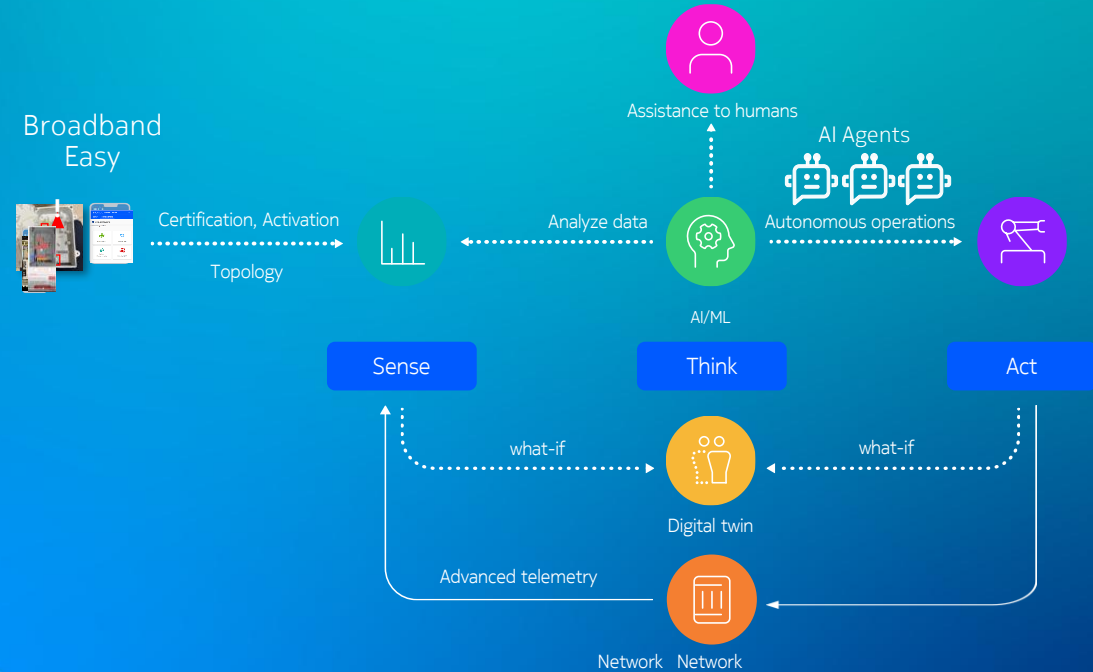 Assistance to humans
Broadband
Easy
AI Agents
Certification, Activation
Analyze data
Autonomous operations
Topology
AI/ML
Sense
Think
Act
what-if
what-if
Digital twin
Advanced telemetry
Network Network